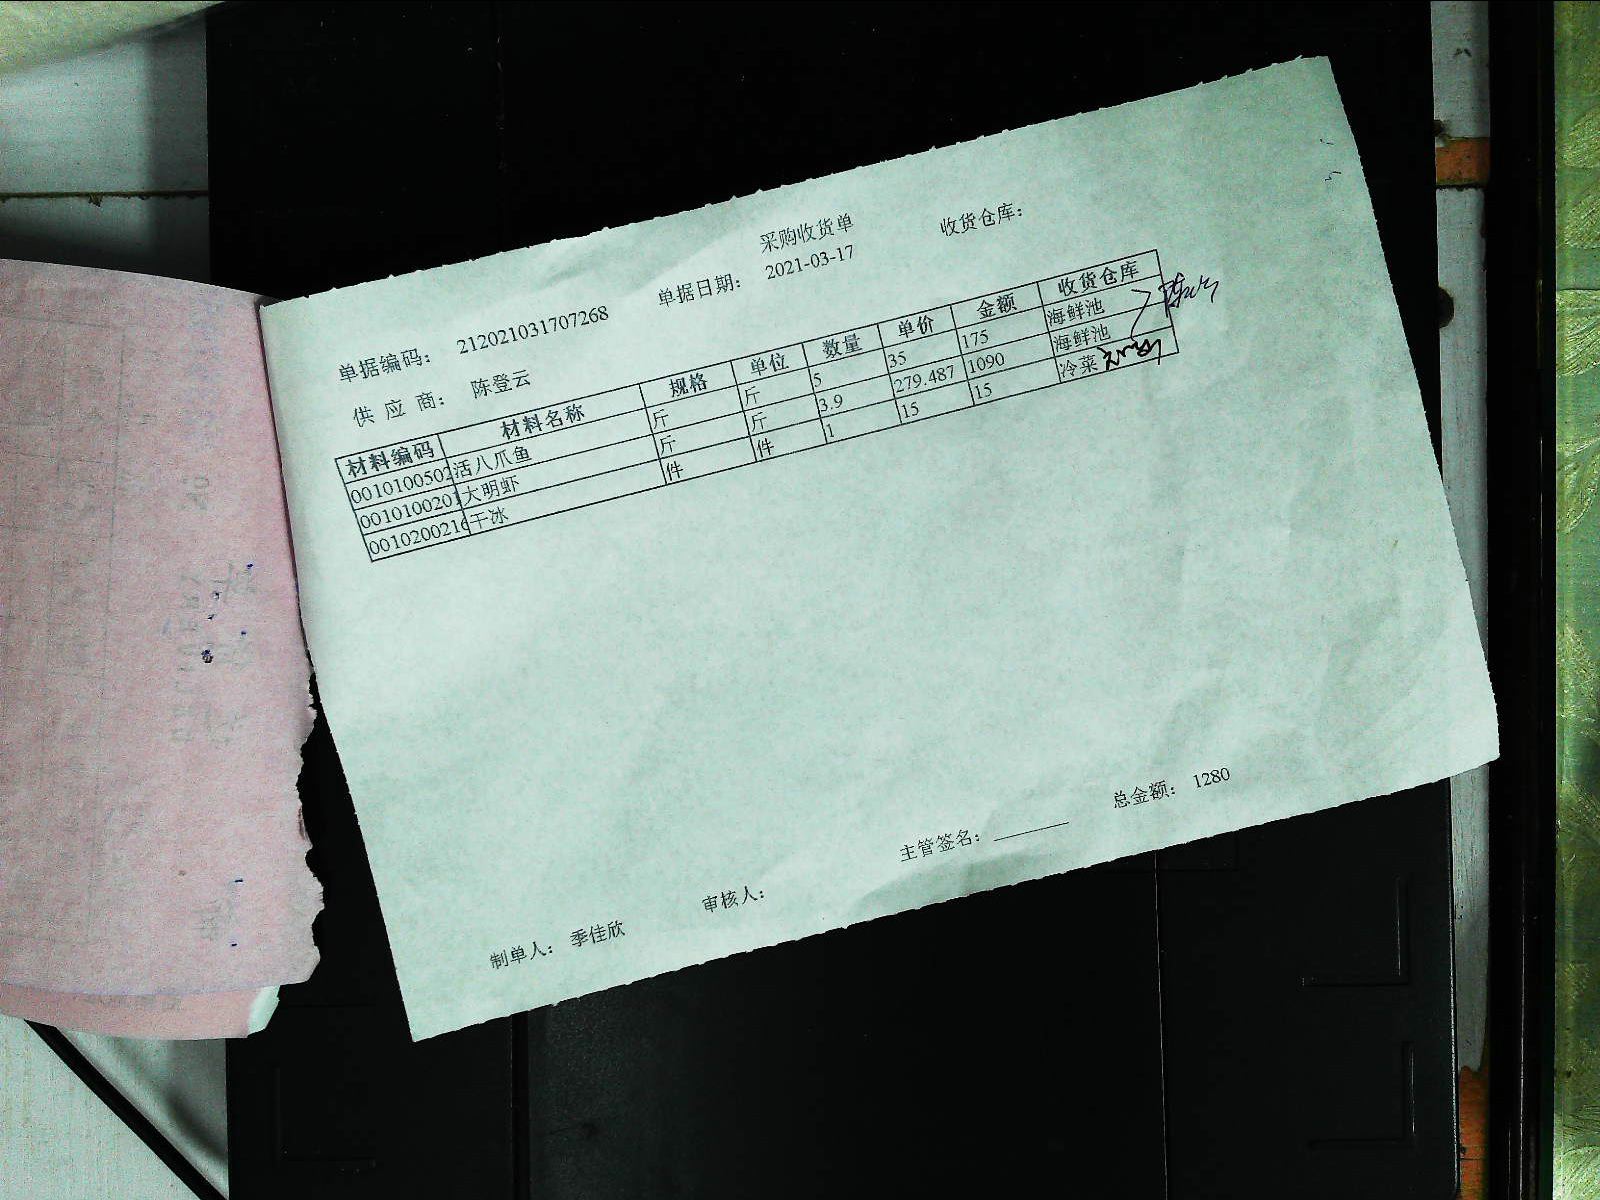 采购收货单
单据编码： 212021031707268 单据日期： 2021-03-17 收货仓库：
供 应 商： 陈登云
材料编码 材料名称 规格 单位 数量 单价 金额 收货仓库
0010100502 活八爪鱼 斤 斤 5 35 175 海鲜池
0010100201 大明虾 斤 斤 3.9 279.487 1090 海鲜池
0010200216 干冰 件 件 1 15 15 冷菜
总金额： 1280
制单人： 季佳欣 审核人： 主管签名：